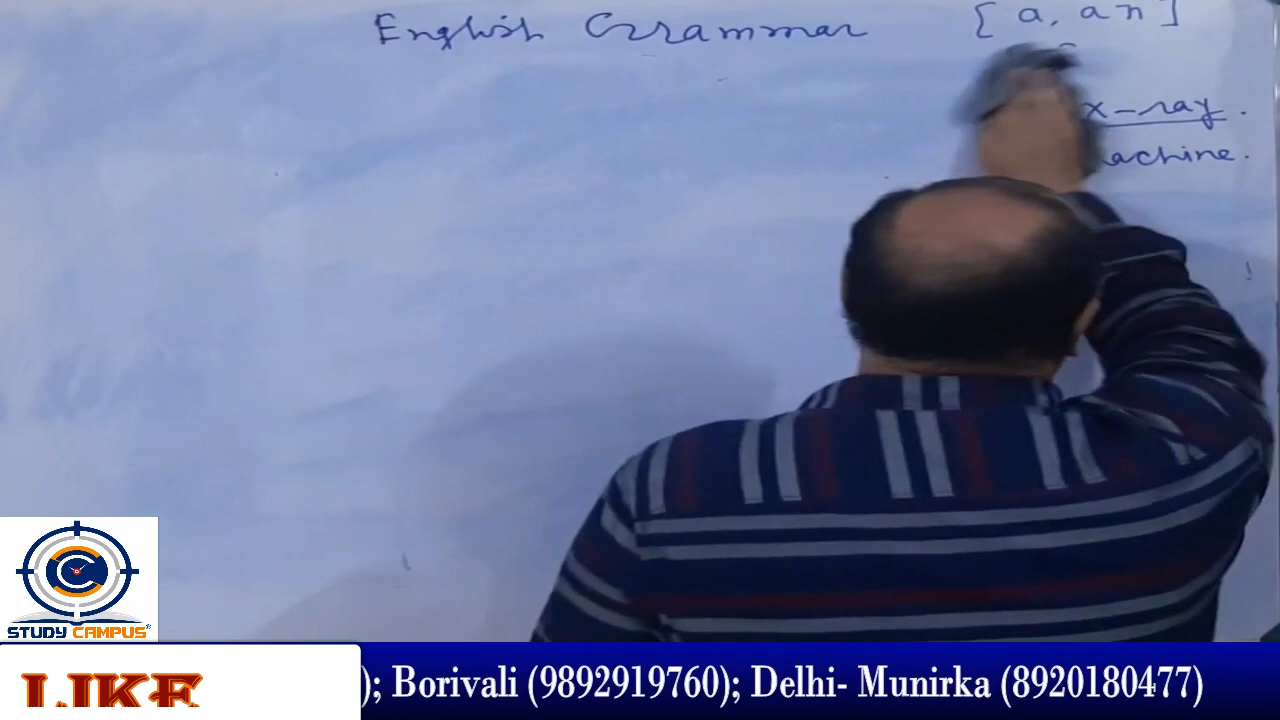 English Grammar [a, an]
x-ray.
achine.
STUDY CAMPUS
LIKE
); Borivali (9892919760); Delhi- Munirka (8920180477)